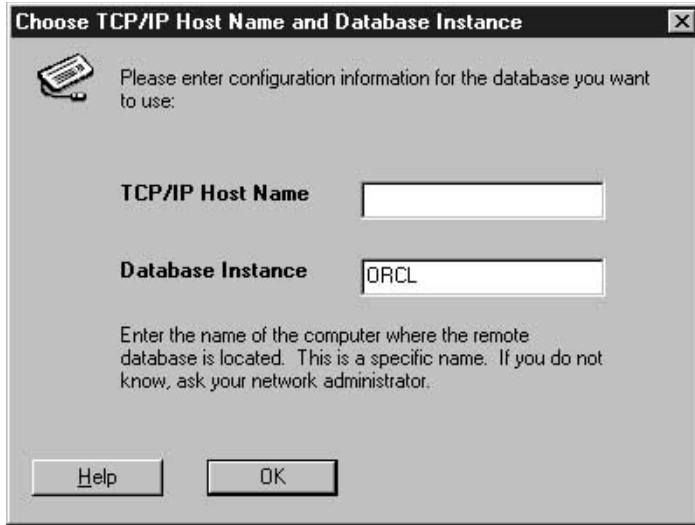 Choose TCP/IP Host Name and Database Instance
Please enter configuration information for the database you want
to use:
TCP/IP Host Name
Database Instance
ORCL
Enter the name of the computer where the remote
database is located.  This is a specific name.  If you do not
know, ask your network administrator.
Help
OK